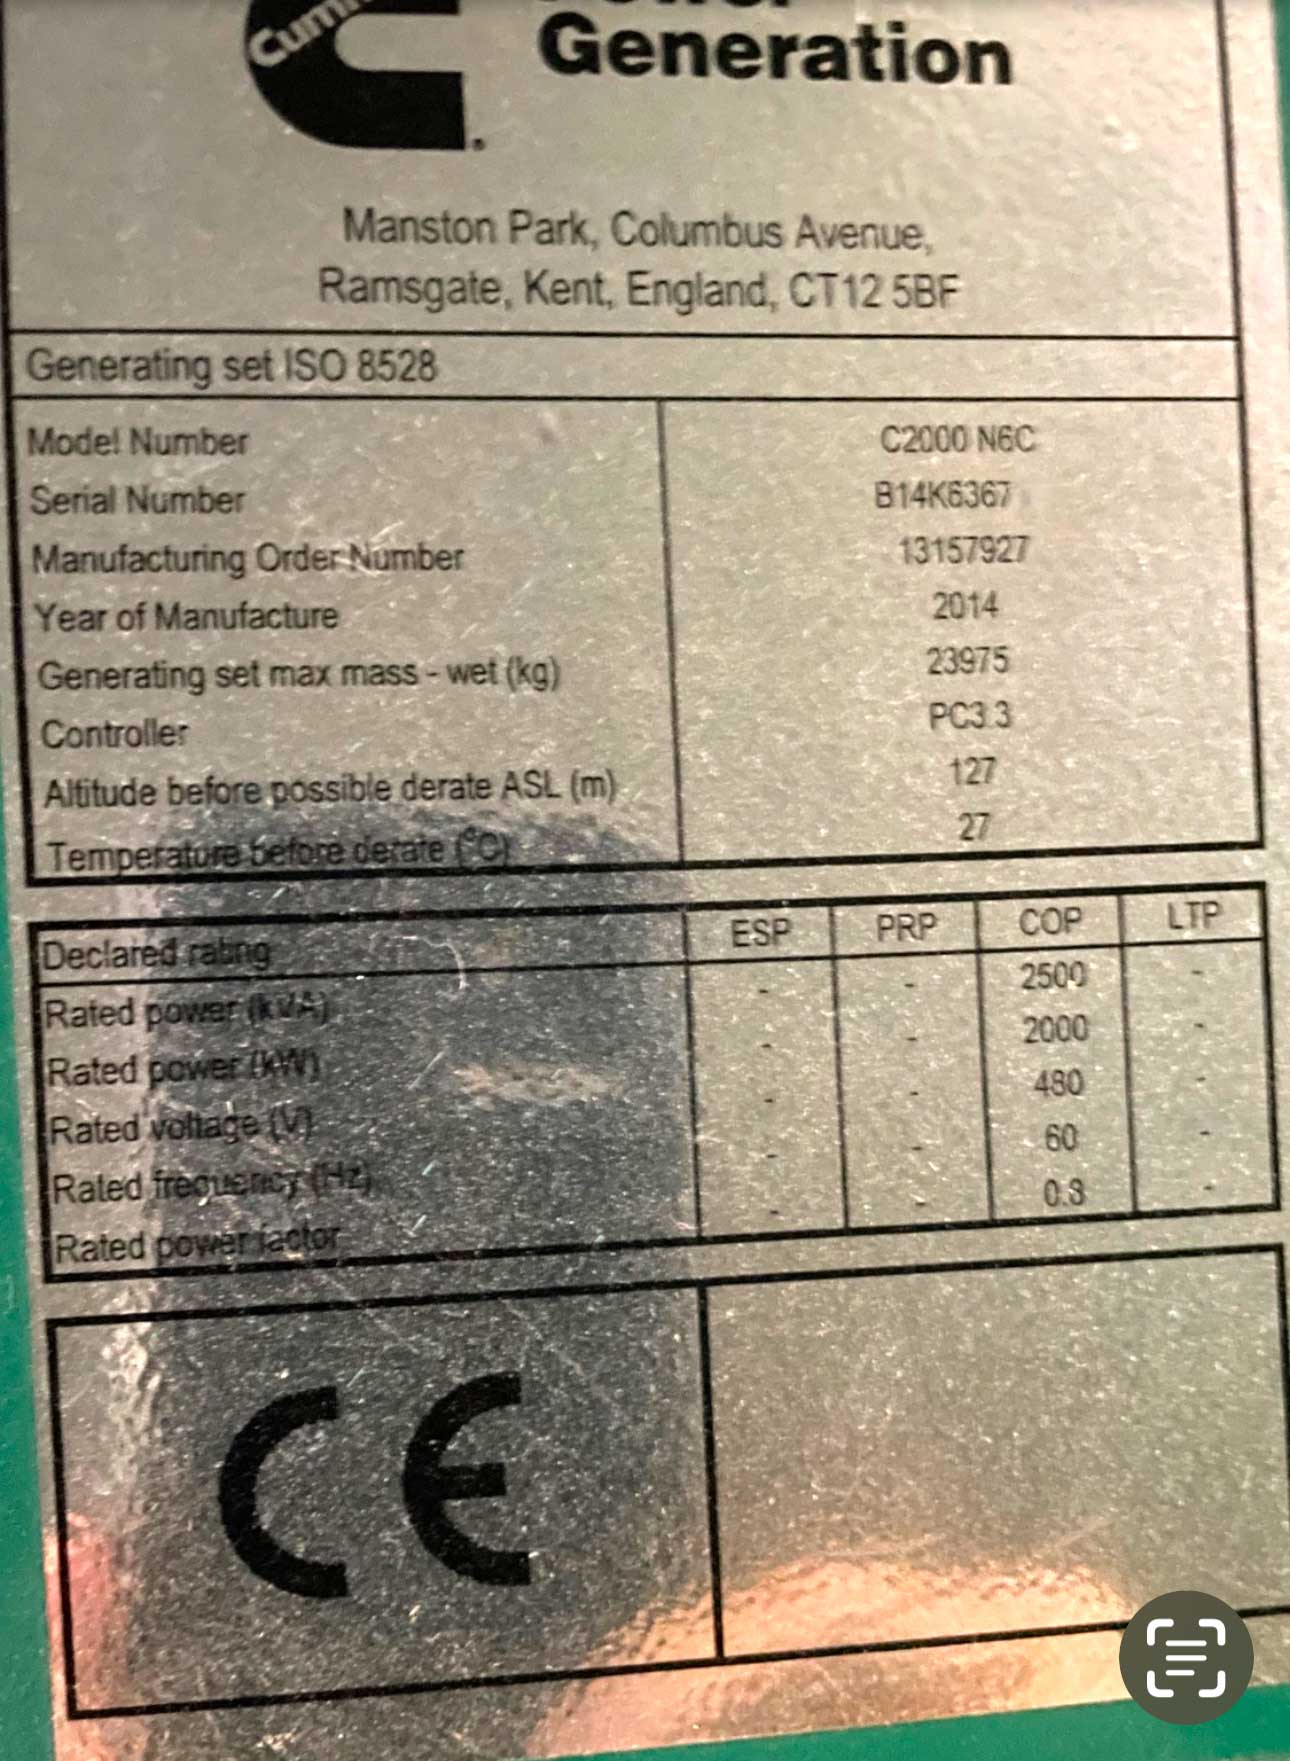 Generation
Manston Park, Columbus Avenue,
Ramsgate, Kent, England, CT12 5BF
Generating set ISO 8528
Model Number C2000 N6C
Serial Number B14K6367
Manufacturing Order Number 13157927
Year of Manufacture 2014
Generating set max mass - wet (kg) 23975
Controller PC3.3
Altitude before possible derate ASL (m) 127
Temperature before derate (°C) 27
Declared rating ESP PRP COP LTP
Rated power (kVA) - - 2500 -
Rated power (kW) - - 2000 -
Rated voltage (V) - - 480 -
Rated frequency (Hz) - - 60 -
Rated power factor - - 0.8 -
CE